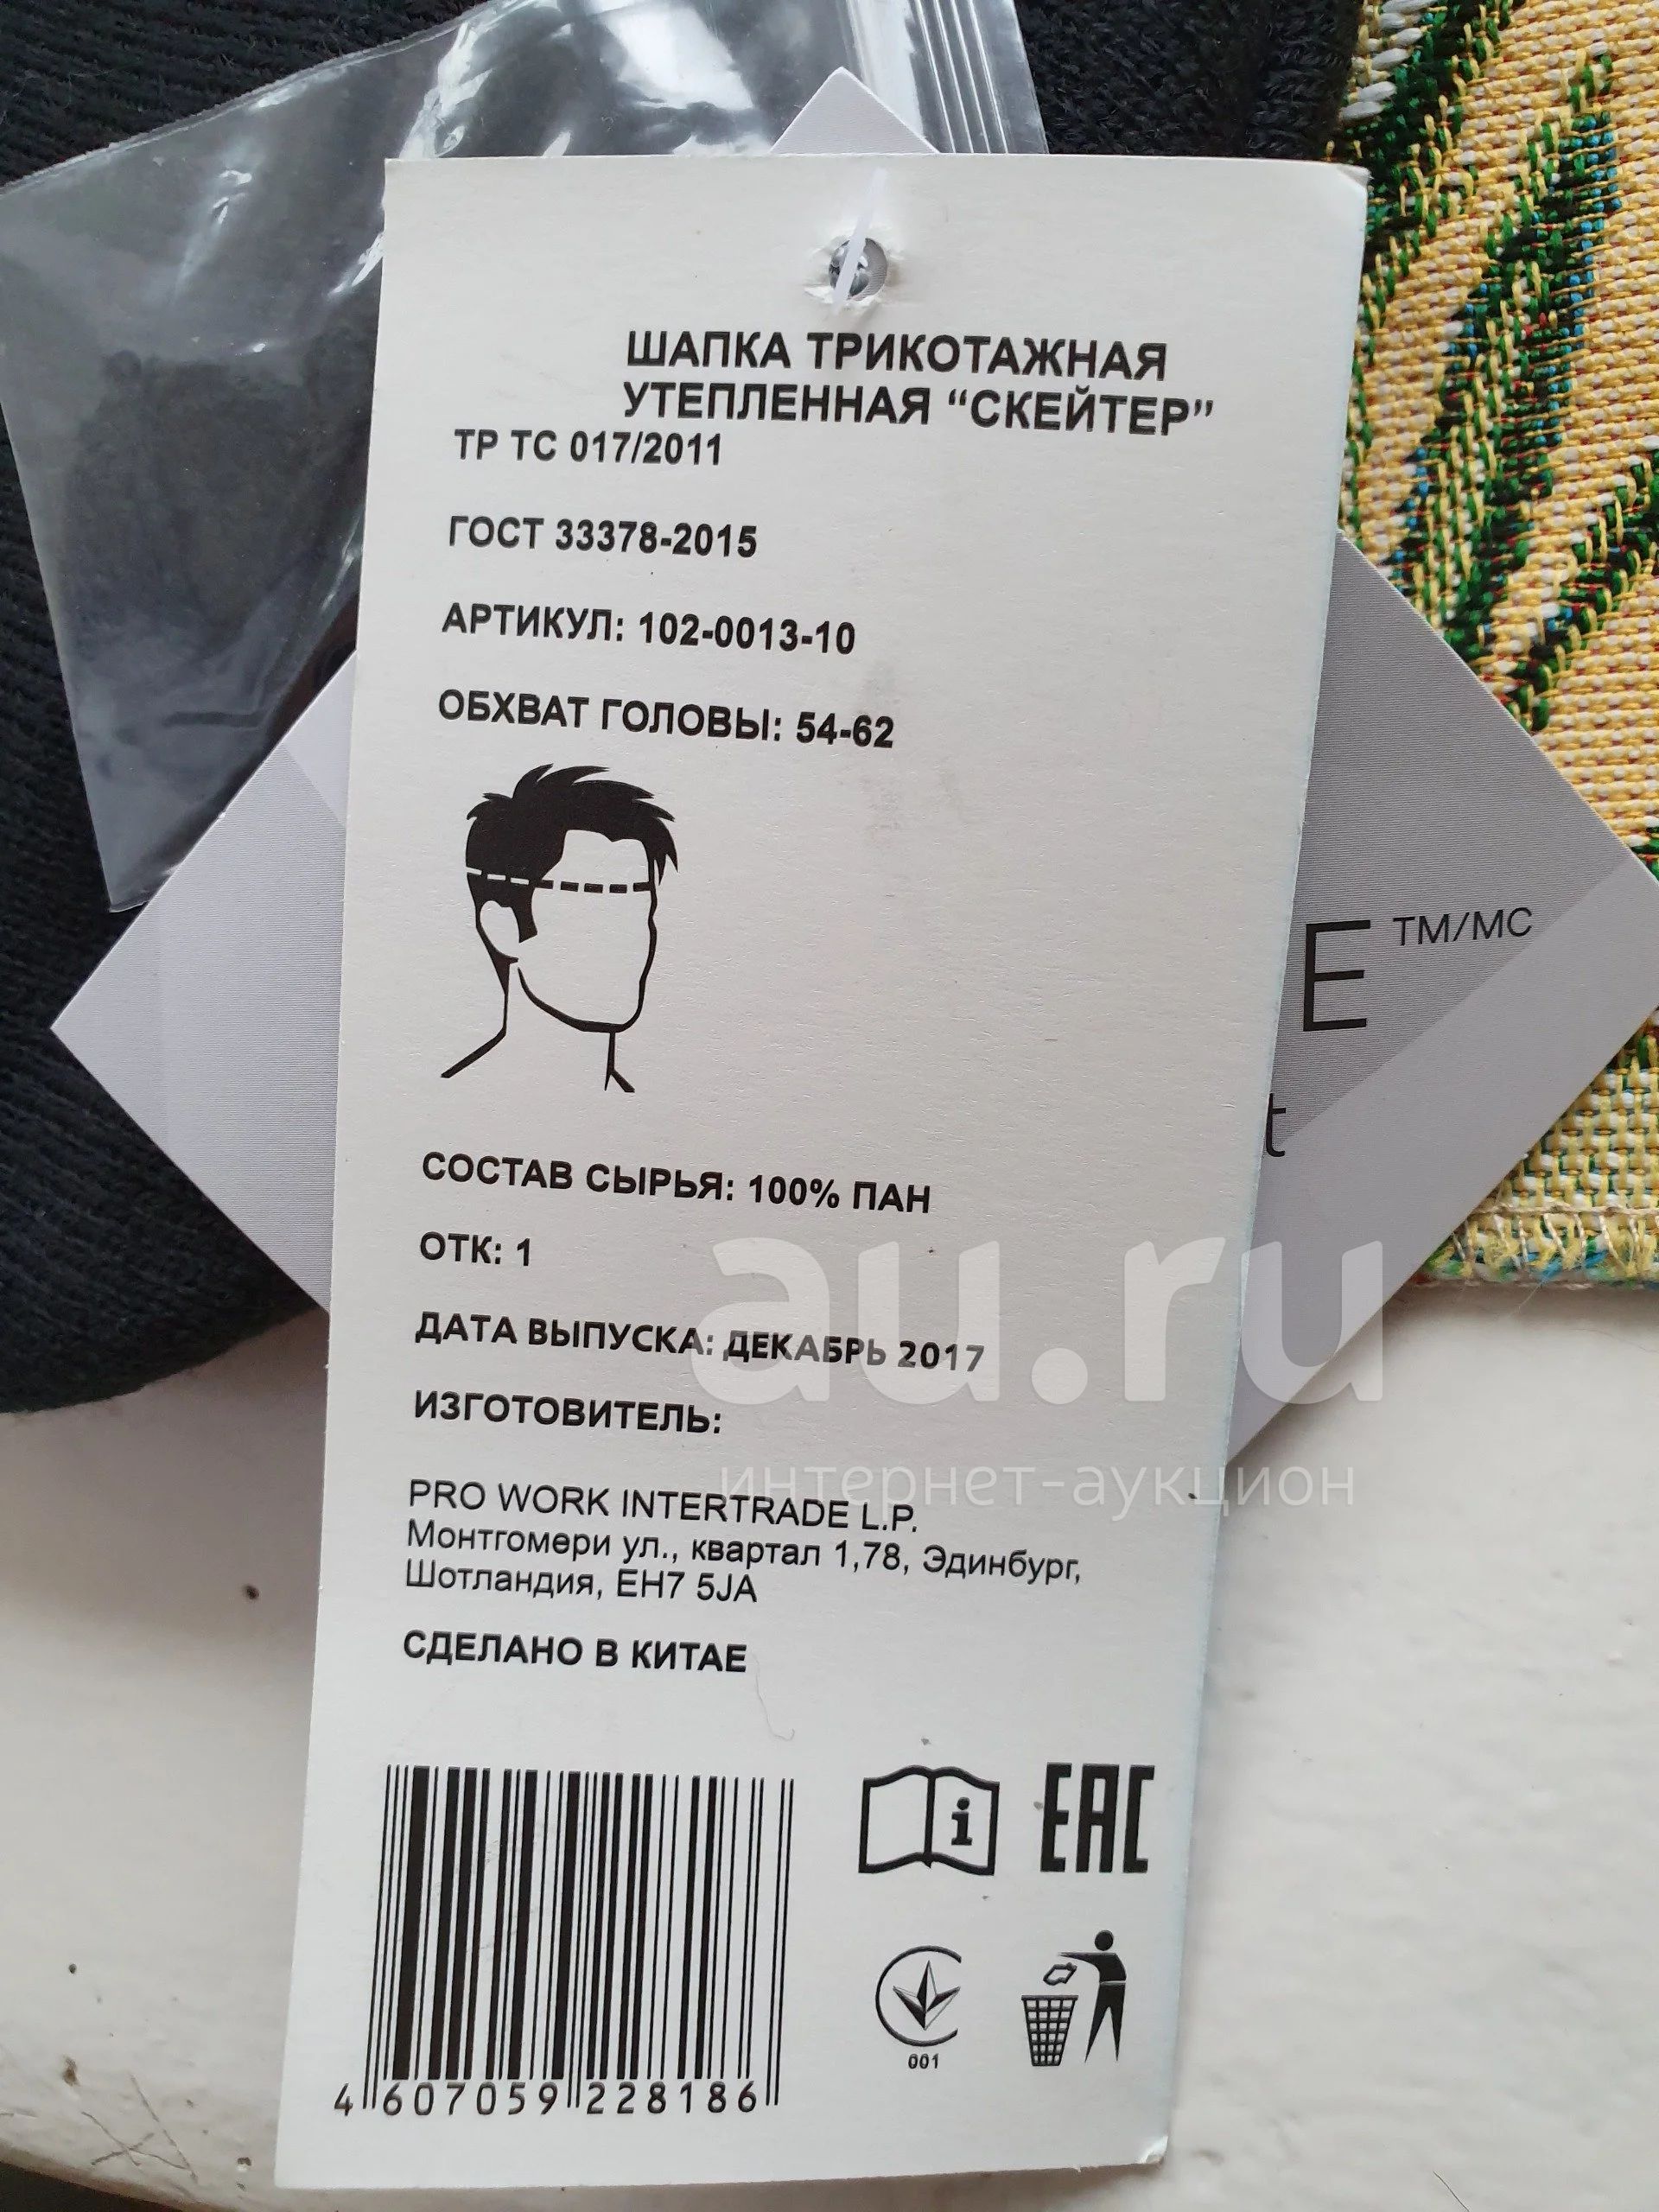 ШАПКА ТРИКОТАЖНАЯ
УТЕПЛЕННАЯ “СКЕЙТЕР”
ТР ТС 017/2011
ГОСТ 33378-2015
АРТИКУЛ: 102-0013-10
ОБХВАТ ГОЛОВЫ: 54-62
E TM/MC
t
СОСТАВ СЫРЬЯ: 100% ПАН
ОТК: 1
ДАТА ВЫПУСКА: ДЕКАБРЬ 2017
ИЗГОТОВИТЕЛЬ:
PRO WORK INTERTRADE L.P.
Монтгомери ул., квартал 1,78, Эдинбург,
Шотландия, EH7 5JA
СДЕЛАНО В КИТАЕ
i
EAC
001
4 607059 228186
au.ru
интернет-аукцион